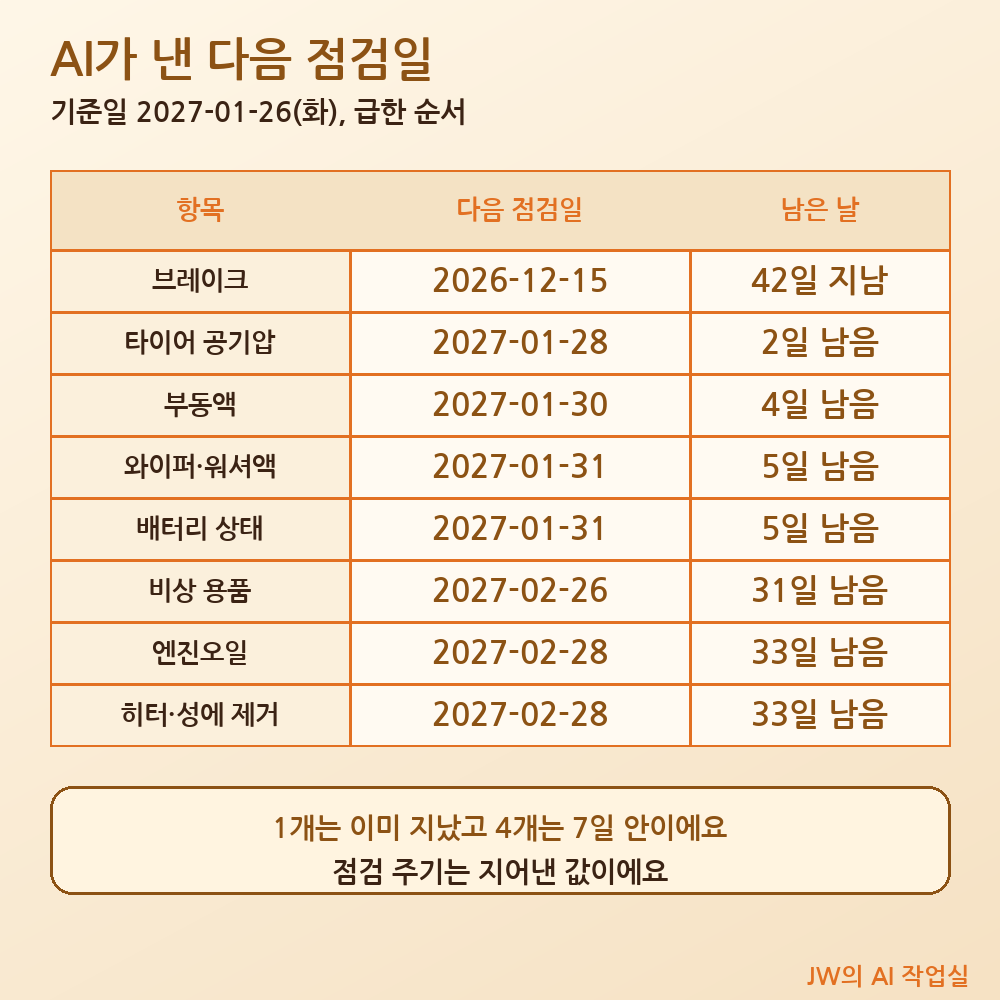 AI가 낸 다음 점검일
기준일 2027-01-26(화), 급한 순서
항목 다음 점검일 남은 날
브레이크 2026-12-15 42일 지남
타이어 공기압 2027-01-28 2일 남음
부동액 2027-01-30 4일 남음
와이퍼·워셔액 2027-01-31 5일 남음
배터리 상태 2027-01-31 5일 남음
비상 용품 2027-02-26 31일 남음
엔진오일 2027-02-28 33일 남음
히터·성에 제거 2027-02-28 33일 남음
1개는 이미 지났고 4개는 7일 안이에요
점검 주기는 지어낸 값이에요
JW의 AI 작업실